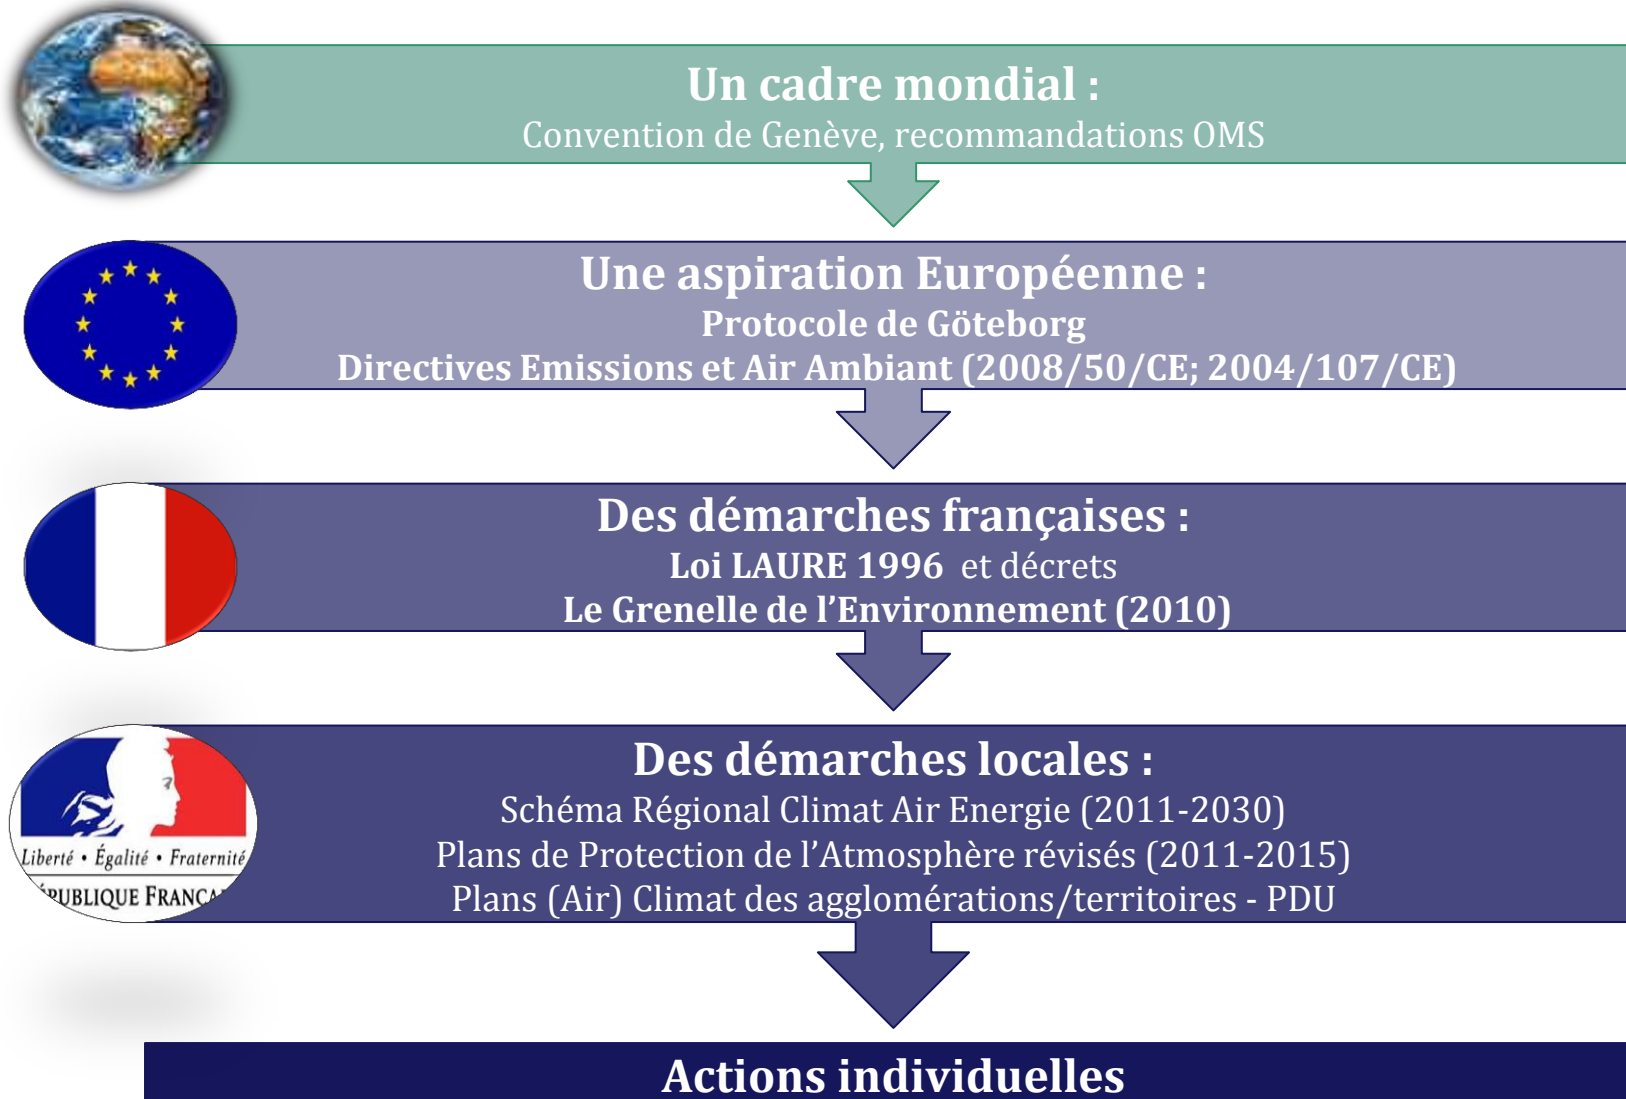 Un cadre mondial :
Convention de Genève, recommandations OMS
Une aspiration Européenne :
Protocole de Göteborg
Directives Emissions et Air Ambiant (2008/50/CE; 2004/107/CE)
Des démarches françaises :
Loi LAURE 1996 et décrets
Le Grenelle de l’Environnement (2010)
Des démarches locales :
Schéma Régional Climat Air Energie (2011-2030)
Plans de Protection de l’Atmosphère révisés (2011-2015)
Plans (Air) Climat des agglomérations/territoires - PDU
Liberté • Égalité • Fraternité
ÉPUBLIQUE FRANÇA
Actions individuelles